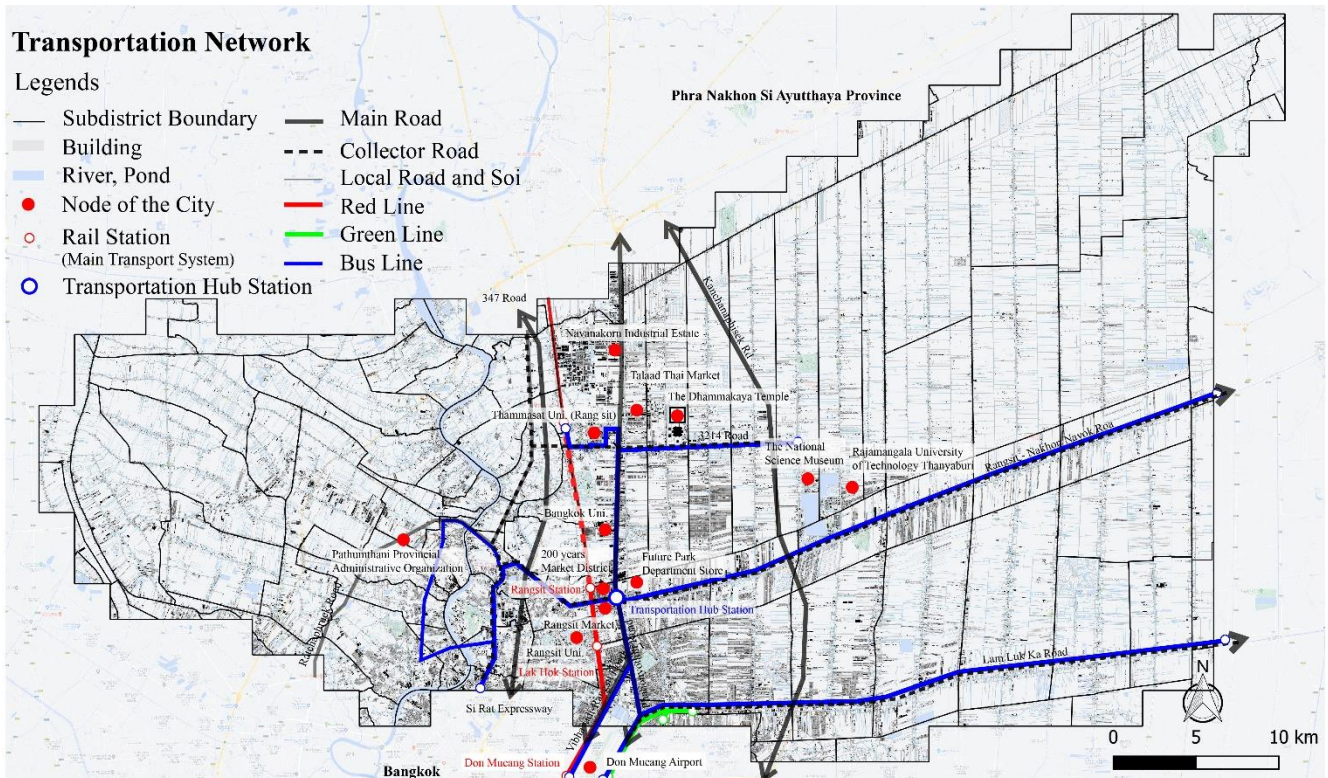 Transportation Network
Legends
Subdistrict Boundary
Building
River, Pond
Node of the City
Rail Station
(Main Transport System)
Transportation Hub Station
Main Road
Collector Road
Local Road and Soi
Red Line
Green Line
Bus Line
Phra Nakhon Si Ayutthaya Province
347 Road
Kanchanaphisek Rd
Navanakorn Industrial Estate
Talaad Thai Market
The Dhammakaya Temple
Thammasat Uni. (Rang sit)
3214 Road
The National
Science Museum
Rajamangala University
of Technology Thanyaburi
Rangsit - Nakhon Nayok Roa
Bangkok Uni.
Pathumthani Provincial
Administrative Organization
200 years
Market District
Future Park
Department Store
Rangsit Station
Transportation Hub Station
Rangsit Market
Rangsit Uni.
Lak Hok Station
Lam Luk Ka Road
Si Rat Expressway
N
Don Mueang Station
Don Mucang Airport
Bangkok
0 5 10 km